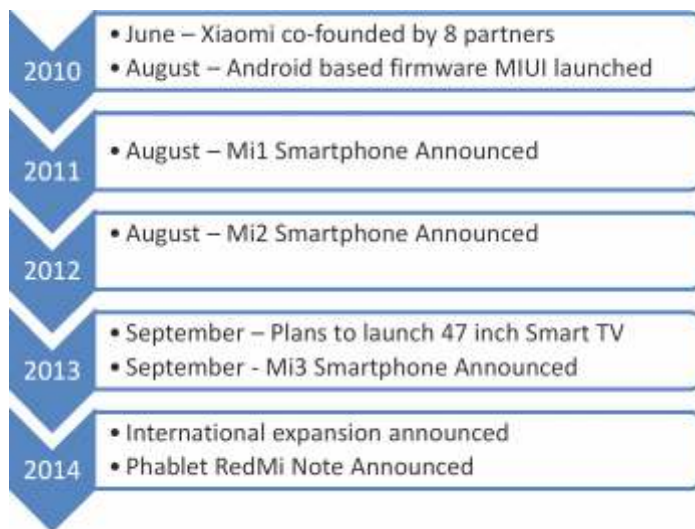 2010
• June – Xiaomi co-founded by 8 partners
• August – Android based firmware MIUI launched
2011
• August – Mi1 Smartphone Announced
2012
• August – Mi2 Smartphone Announced
2013
• September – Plans to launch 47 inch Smart TV
• September - Mi3 Smartphone Announced
2014
• International expansion announced
• Phablet RedMi Note Announced